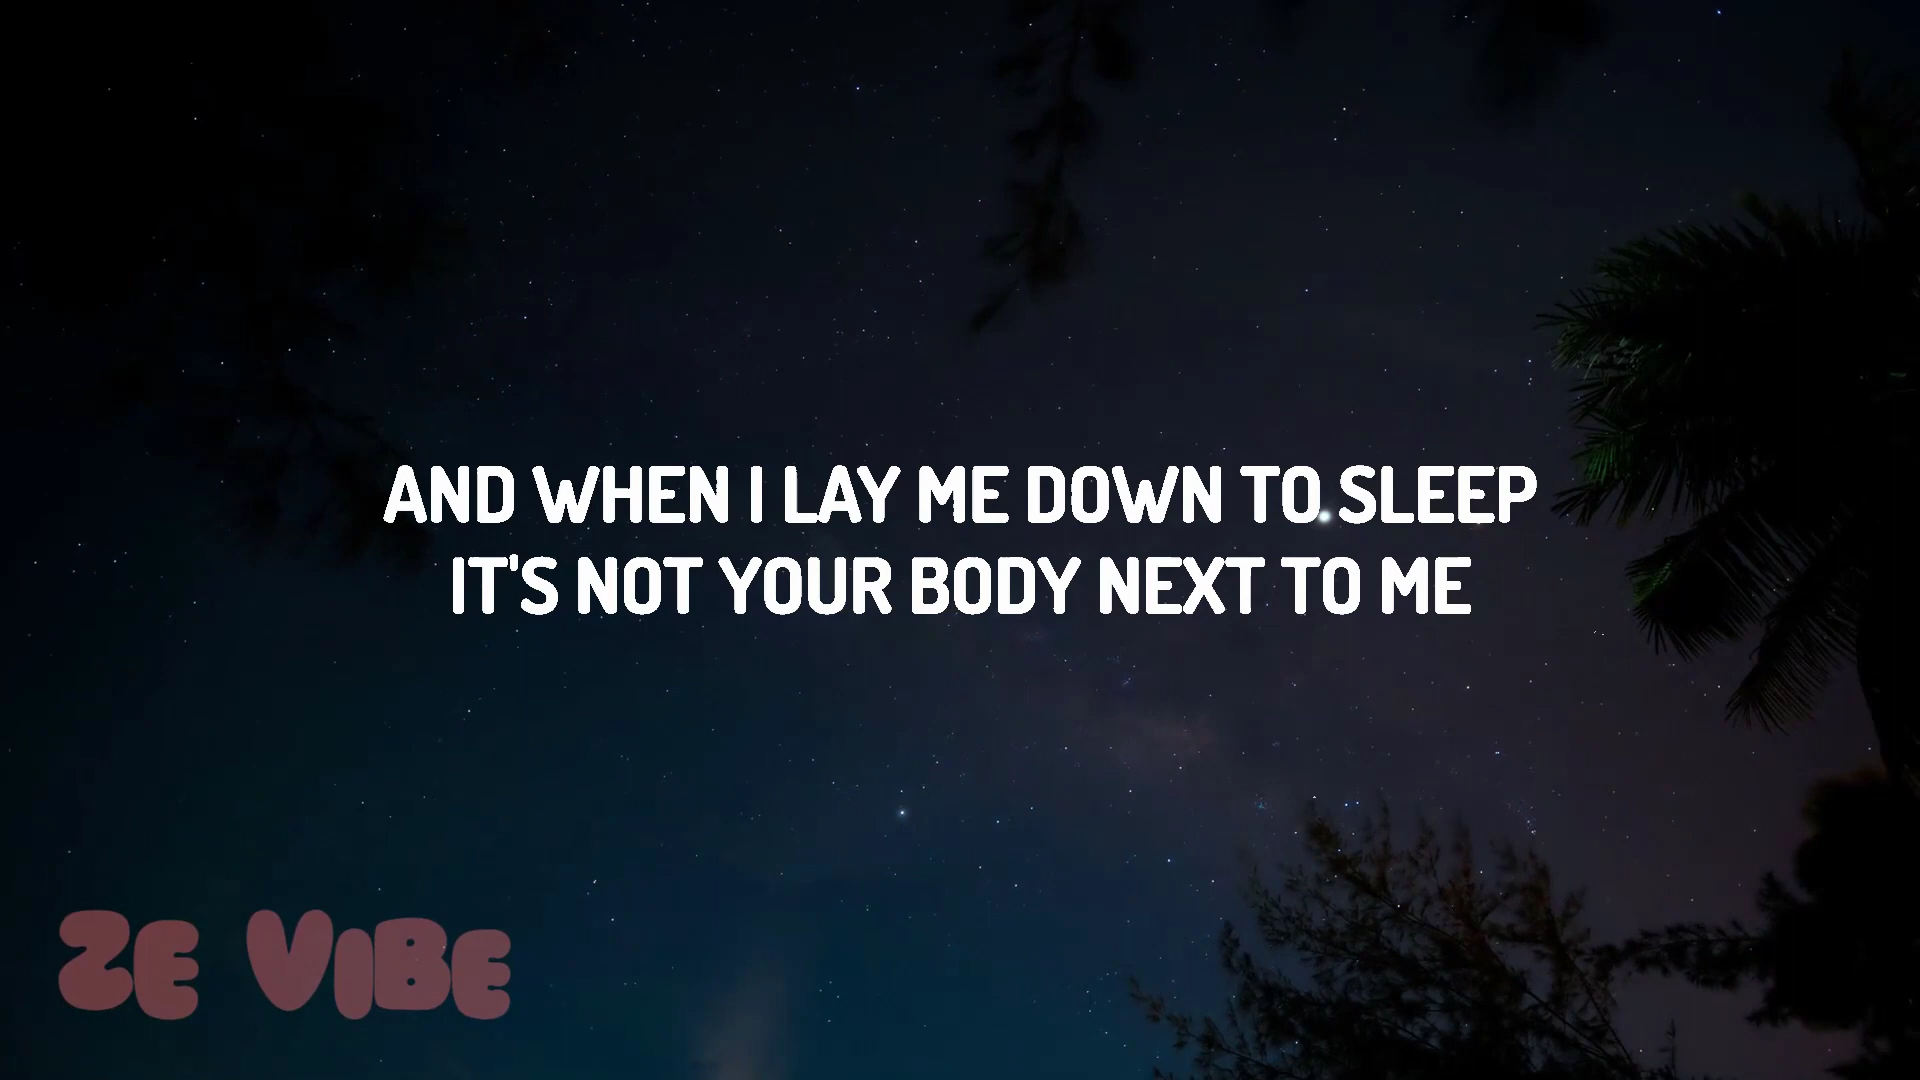 AND WHEN I LAY ME DOWN TO SLEEP
IT'S NOT YOUR BODY NEXT TO ME
ZE VIBE